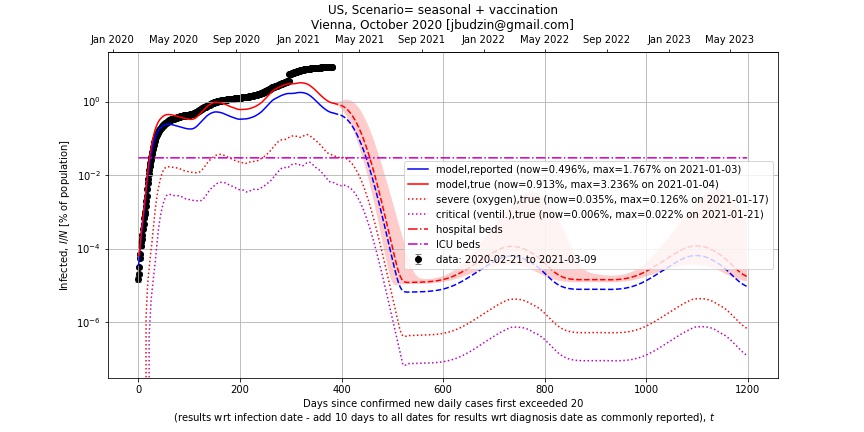 US, Scenario= seasonal + vaccination
Vienna, October 2020 [jbudzin@gmail.com]
Jan 2020 May 2020 Sep 2020 Jan 2021 May 2021 Sep 2021 Jan 2022 May 2022 Sep 2022 Jan 2023 May 2023
Infected, I/N [% of population]
10⁰
10⁻²
10⁻⁴
10⁻⁶
model,reported (now=0.496%, max=1.767% on 2021-01-03)
model,true (now=0.913%, max=3.236% on 2021-01-04)
severe (oxygen),true (now=0.035%, max=0.126% on 2021-01-17)
critical (ventil.),true (now=0.006%, max=0.022% on 2021-01-21)
hospital beds
ICU beds
data: 2020-02-21 to 2021-03-09
0 200 400 600 800 1000 1200
Days since confirmed new daily cases first exceeded 20
(results wrt infection date - add 10 days to all dates for results wrt diagnosis date as commonly reported), t